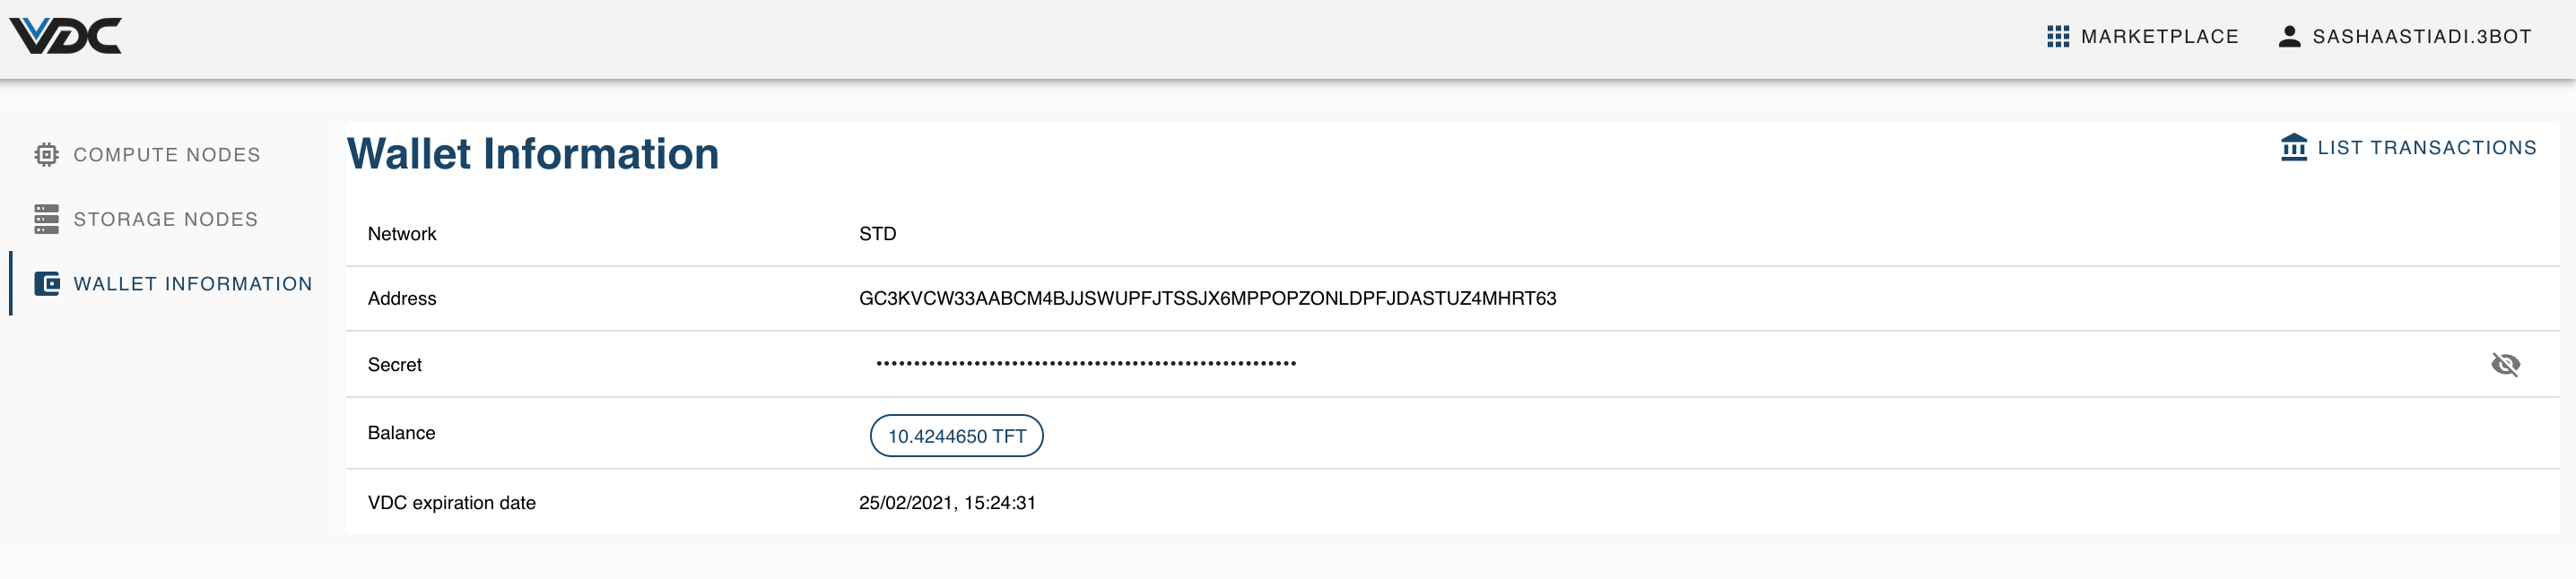 VDC
MARKETPLACE
SASHAASTIADI.3BOT
COMPUTE NODES
STORAGE NODES
WALLET INFORMATION
Wallet Information
LIST TRANSACTIONS
Network STD
Address GC3KVCW33AABCM4BJJSWUPFJTSSJX6MPPOPZONLDPFJDASTUZ4MHRT63
Secret ••••••••••••••••••••••••••••••••••••••••••••••••••••••••
Balance 10.4244650 TFT
VDC expiration date 25/02/2021, 15:24:31